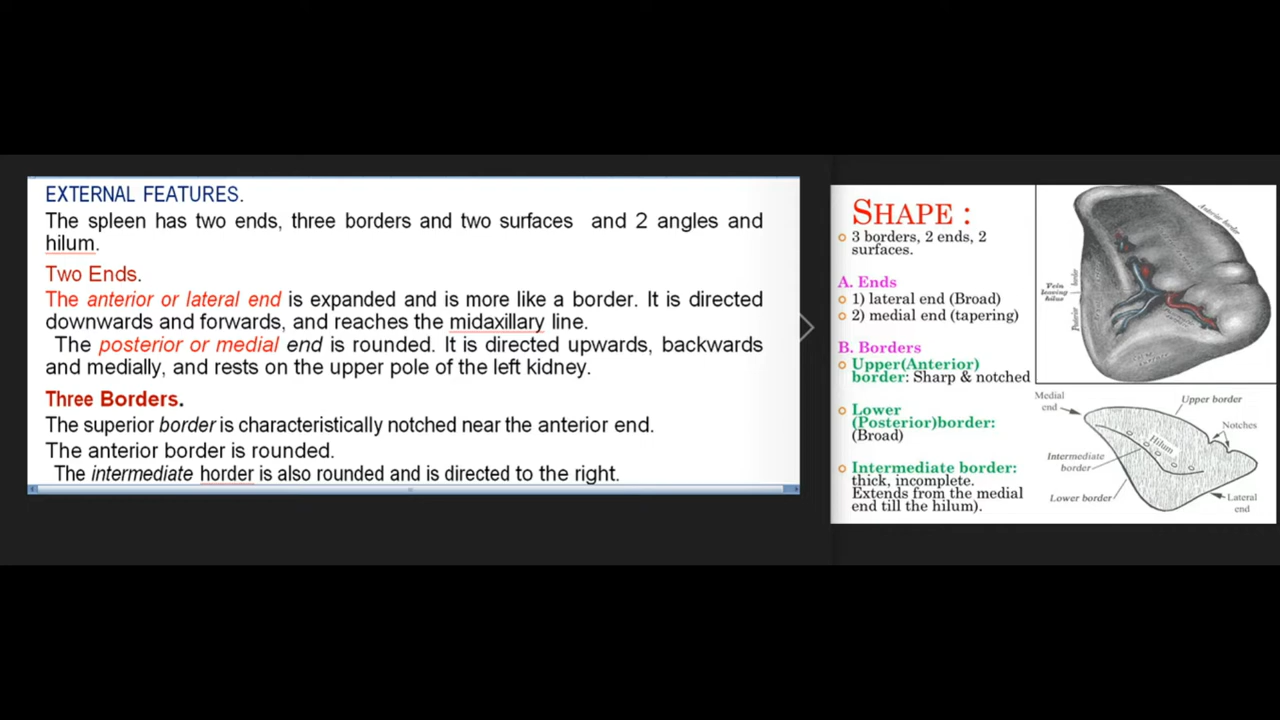 EXTERNAL FEATURES.
The spleen has two ends, three borders and two surfaces and 2 angles and
hilum.
Two Ends.
The anterior or lateral end is expanded and is more like a border. It is directed
downwards and forwards, and reaches the midaxillary line.
The posterior or medial end is rounded. It is directed upwards, backwards
and medially, and rests on the upper pole of the left kidney.
Three Borders.
The superior border is characteristically notched near the anterior end.
The anterior border is rounded.
The intermediate horder is also rounded and is directed to the right.
SHAPE :
3 borders, 2 ends, 2
surfaces.
A. Ends
1) lateral end (Broad)
2) medial end (tapering)
B. Borders
Upper(Anterior)
border: Sharp & notched
Lower
(Posterior)border:
(Broad)
Intermediate border:
thick, incomplete.
Extends from the medial
end till the hilum).
Anterior border
Vein
leaving
hilus
Posterior border
Medial
end
Upper border
Notches
Hilum
Intermediate
border
Lower border
Lateral
end